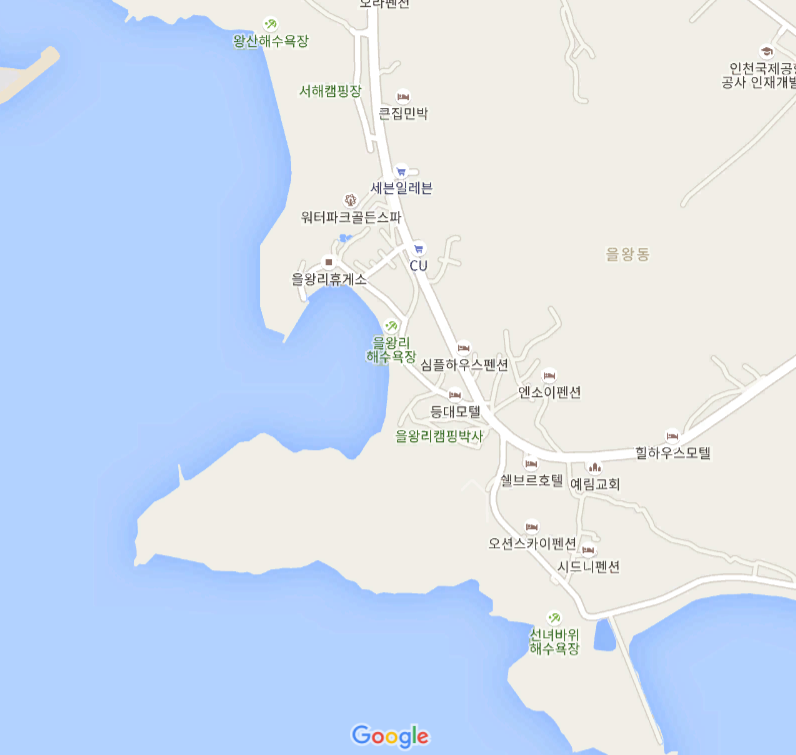 오라펜션
왕산해수욕장
인천국제공항
공사 인재개발
서해캠핑장
큰집민박
세븐일레븐
워터파크골든스파
을왕동
CU
을왕리휴게소
을왕리
해수욕장
심플하우스펜션
엔소이펜션
등대모텔
을왕리캠핑박사
힐하우스모텔
쉘브르호텔
예림교회
오션스카이펜션
시드니펜션
선녀바위
해수욕장
Google